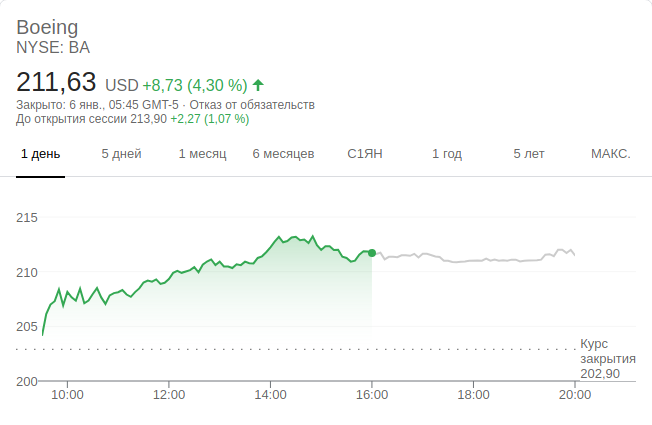 Boeing
NYSE: BA
211,63 USD +8,73 (4,30 %)
Закрыто: 6 янв., 05:45 GMT-5 · Отказ от обязательств
До открытия сессии 213,90 +2,27 (1,07 %)
1 день 5 дней 1 месяц 6 месяцев С1ЯН 1 год 5 лет МАКС.
215
210
205
Курс
закрытия
202,90
200
10:00 12:00 14:00 16:00 18:00 20:00